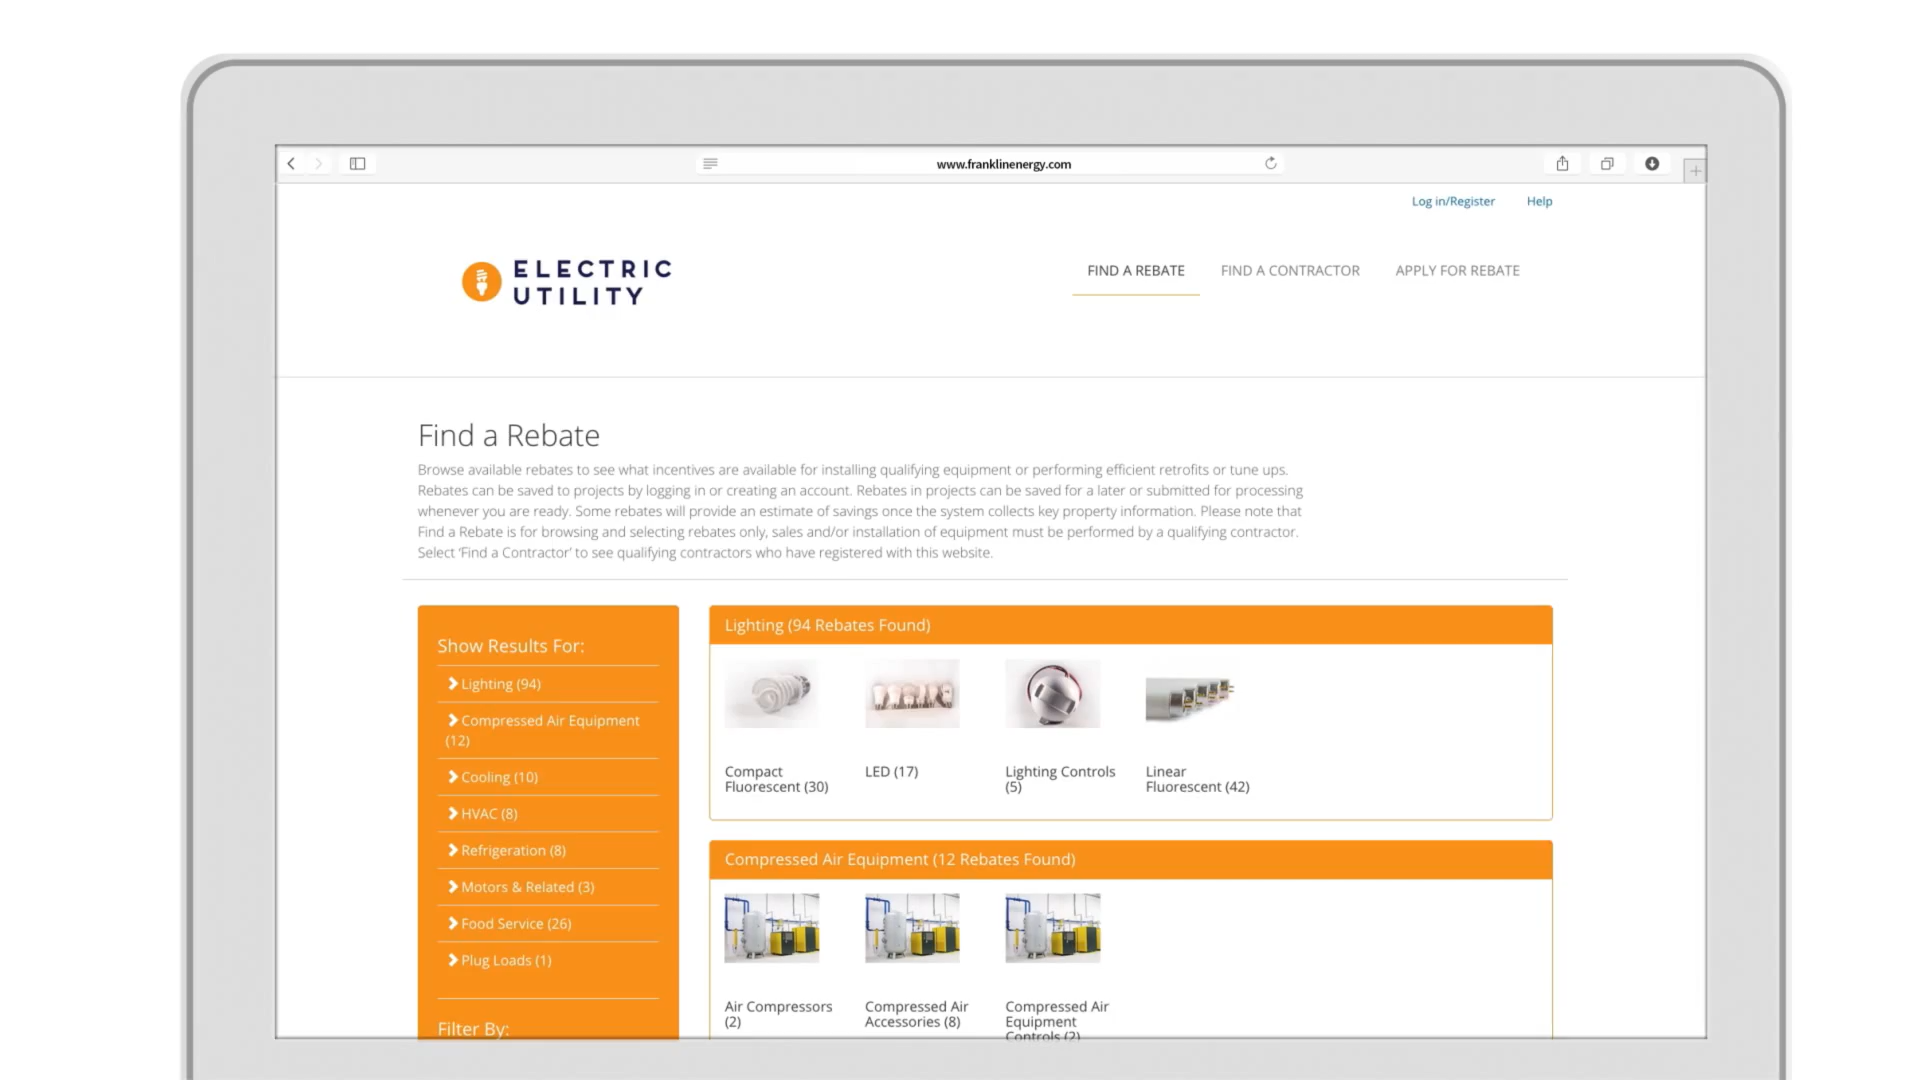 www.franklinenergy.com
Log in/Register Help
ELECTRIC
UTILITY
FIND A REBATE FIND A CONTRACTOR APPLY FOR REBATE
Find a Rebate
Browse available rebates to see what incentives are available for installing qualifying equipment or performing efficient retrofits or tune ups.
Rebates can be saved to projects by logging in or creating an account. Rebates in projects can be saved for a later or submitted for processing
whenever you are ready. Some rebates will provide an estimate of savings once the system collects key property information. Please note that
Find a Rebate is for browsing and selecting rebates only, sales and/or installation of equipment must be performed by a qualifying contractor.
Select 'Find a Contractor' to see qualifying contractors who have registered with this website.
Show Results For:
Lighting (94)
Compressed Air Equipment
(12)
Cooling (10)
HVAC (8)
Refrigeration (8)
Motors & Related (3)
Food Service (26)
Plug Loads (1)
Filter By:
Lighting (94 Rebates Found)
Compact
Fluorescent (30)
LED (17)
Lighting Controls
(5)
Linear
Fluorescent (42)
Compressed Air Equipment (12 Rebates Found)
Air Compressors
(2)
Compressed Air
Accessories (8)
Compressed Air
Equipment
Controls (2)